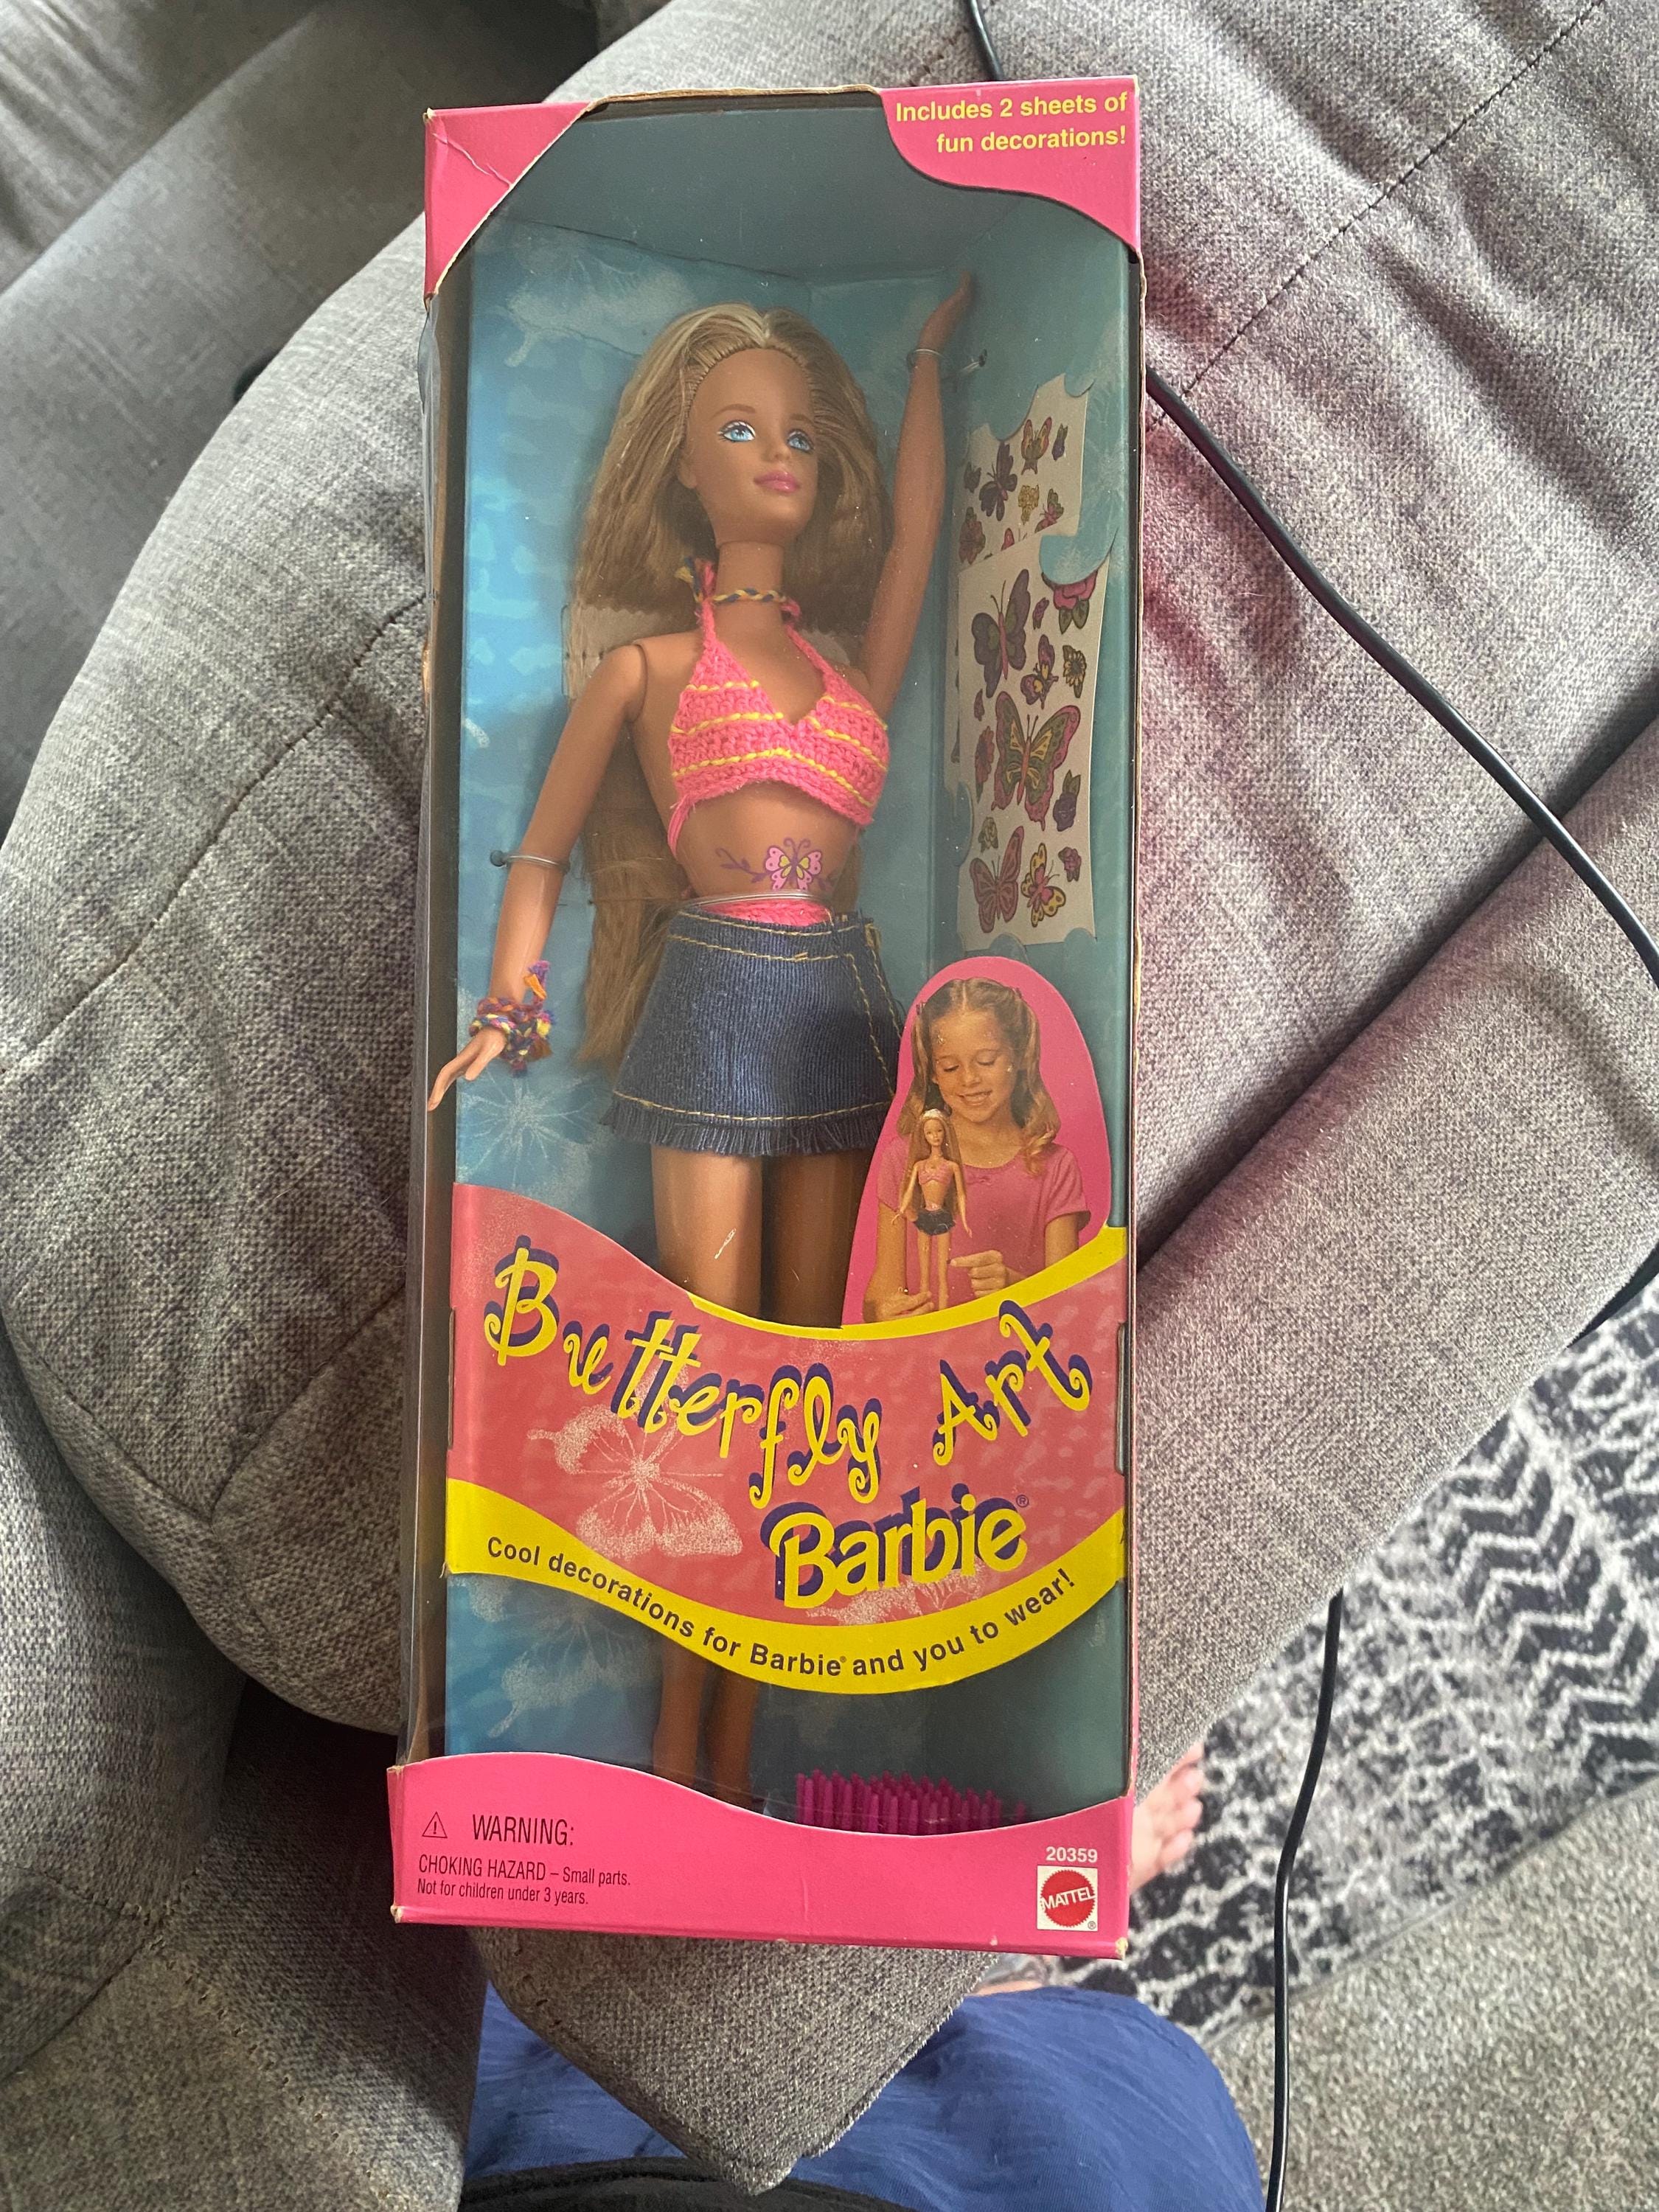 Includes 2 sheets of
fun decorations!
Butterfly Art
Barbie®
Cool decorations for Barbie® and you to wear!
⚠ WARNING:
CHOKING HAZARD – Small parts.
Not for children under 3 years.
20359
MATTEL
®